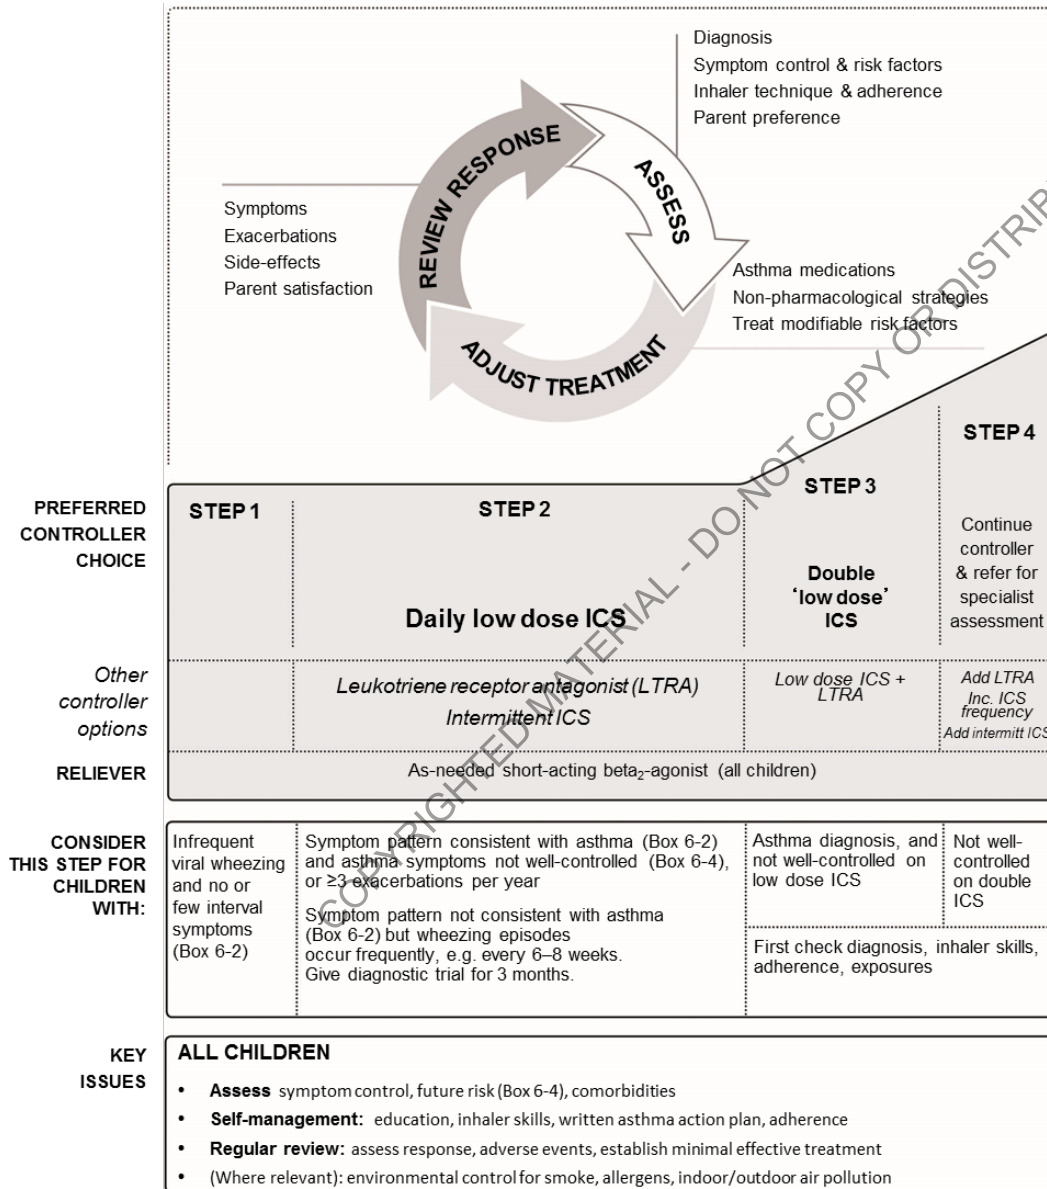 Diagnosis
Symptom control & risk factors
Inhaler technique & adherence
Parent preference
REVIEW RESPONSE
ASSESS
ADJUST TREATMENT
Symptoms
Exacerbations
Side-effects
Parent satisfaction
Asthma medications
Non-pharmacological strategies
Treat modifiable risk factors
PREFERRED
CONTROLLER
CHOICE
STEP 1
STEP 2
Daily low dose ICS
STEP 3
Double
‘low dose’
ICS
STEP 4
Continue
controller
& refer for
specialist
assessment
Other
controller
options
Leukotriene receptor antagonist (LTRA)
Intermittent ICS
Low dose ICS +
LTRA
Add LTRA
Inc. ICS
frequency
Add intermitt ICS
RELIEVER
As-needed short-acting beta2-agonist (all children)
CONSIDER
THIS STEP FOR
CHILDREN
WITH:
Infrequent
viral wheezing
and no or
few interval
symptoms
(Box 6-2)
Symptom pattern consistent with asthma (Box 6-2)
and asthma symptoms not well-controlled (Box 6-4),
or ≥3 exacerbations per year
Symptom pattern not consistent with asthma
(Box 6-2) but wheezing episodes
occur frequently, e.g. every 6–8 weeks.
Give diagnostic trial for 3 months.
Asthma diagnosis, and
not well-controlled on
low dose ICS
Not well-
controlled
on double
ICS
First check diagnosis, inhaler skills,
adherence, exposures
KEY
ISSUES
ALL CHILDREN
• Assess symptom control, future risk (Box 6-4), comorbidities
• Self-management: education, inhaler skills, written asthma action plan, adherence
• Regular review: assess response, adverse events, establish minimal effective treatment
• (Where relevant): environmental control for smoke, allergens, indoor/outdoor air pollution
COPYRIGHTED MATERIAL - DO NOT COPY OR